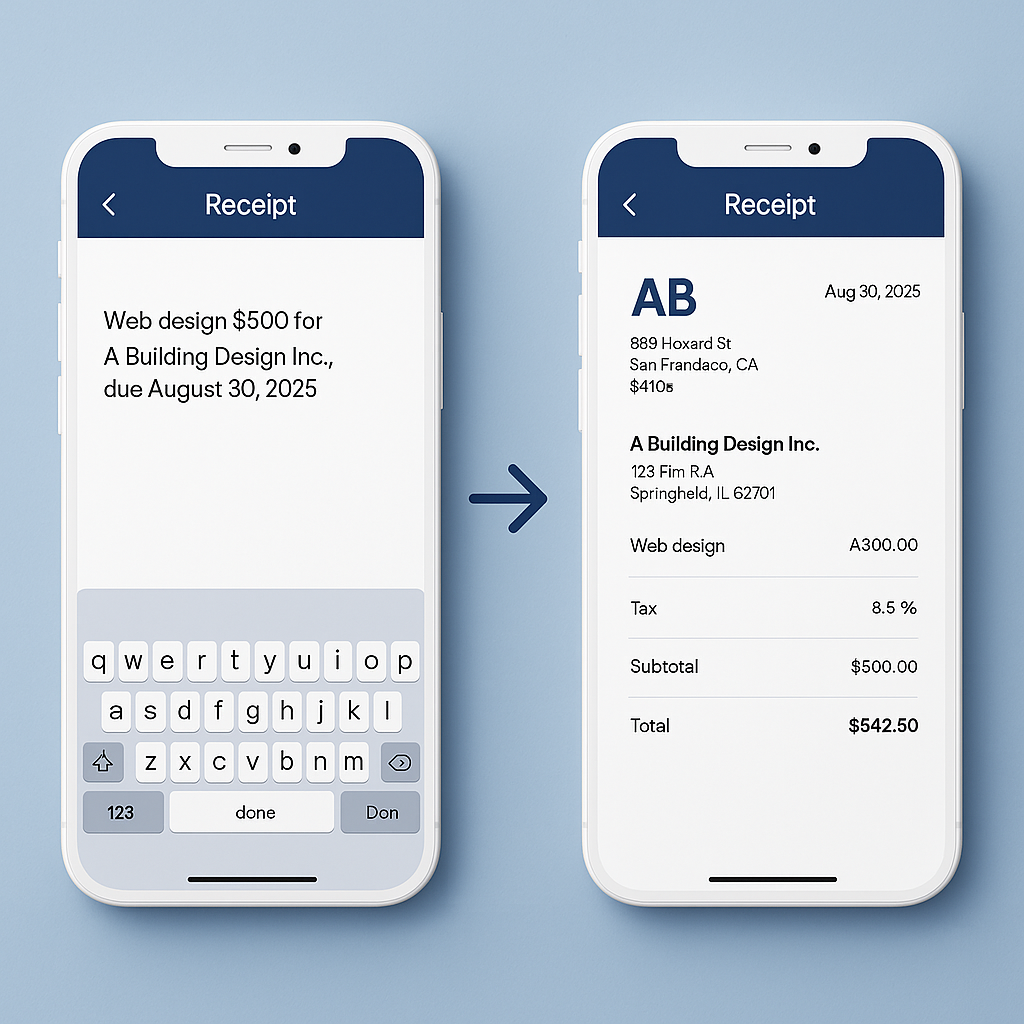 Receipt
Web design $500 for
A Building Design Inc.,
due August 30, 2025
q w e r t y u i o p
a s d f g h j k l
z x c v b n m
123 done Don
Receipt
AB
Aug 30, 2025
889 Hoxard St
San Frandaco, CA
A Building Design Inc.
123 Fim R.A
Springheld, IL 62701
Web design A300.00
Tax 8.5 %
Subtotal $500.00
Total $542.50